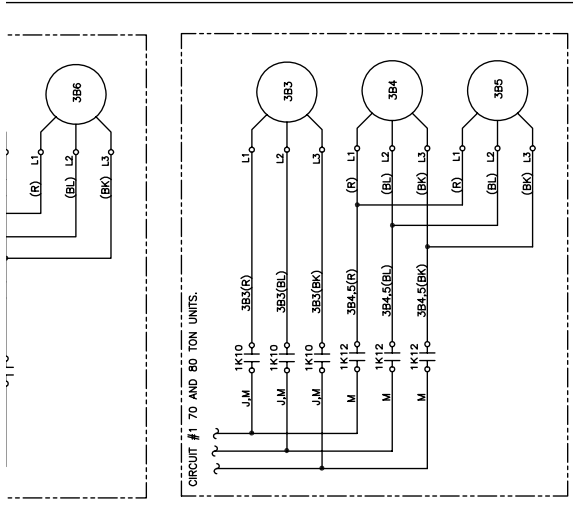 3B6
3B3
3B4
3B5
L1
L2
L3
L1
L2
L3
L1
L2
L3
L1
L2
L3
(R)
(BL)
(BK)
(R)
(BL)
(BK)
(R)
(BL)
(BK)
3B3(R)
3B3(BL)
3B3(BK)
3B4,5(R)
3B4,5(BL)
3B4,5(BK)
1K10
1K10
1K10
1K12
1K12
1K12
J,M
J,M
J,M
M
M
M
CIRCUIT #1 70 AND 80 TON UNITS.